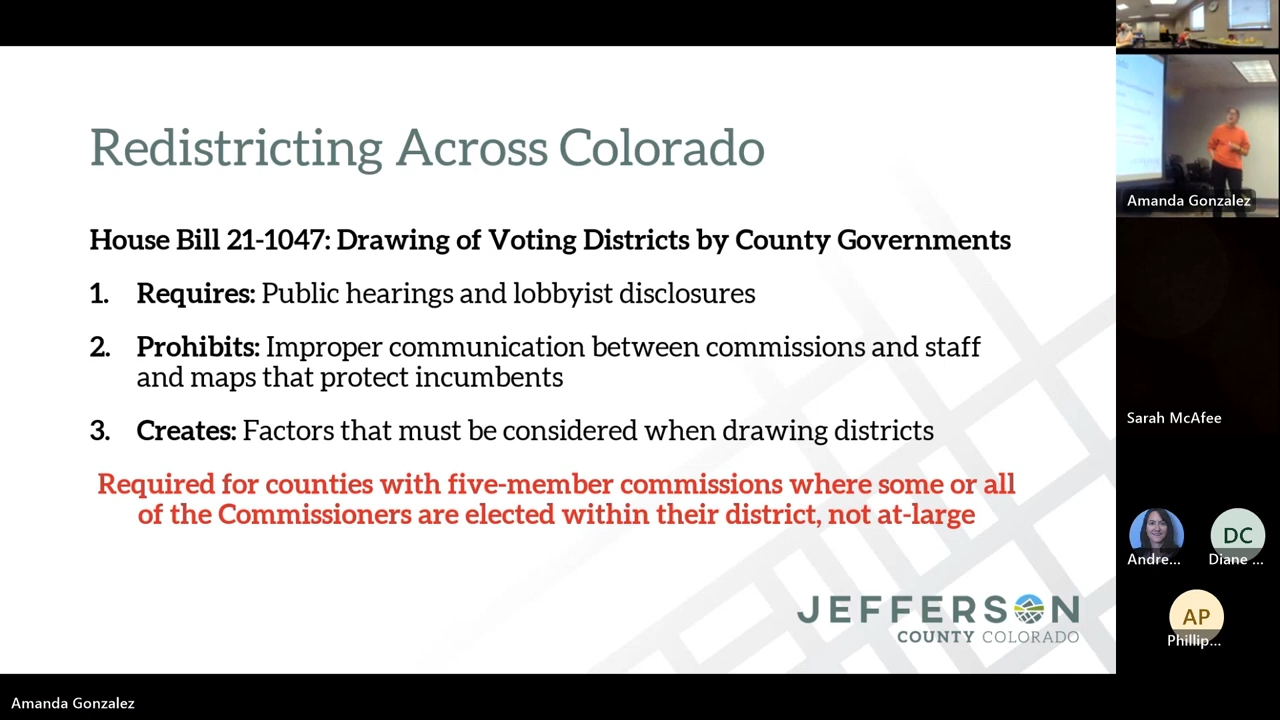 Redistricting Across Colorado
House Bill 21-1047: Drawing of Voting Districts by County Governments
1. Requires: Public hearings and lobbyist disclosures
2. Prohibits: Improper communication between commissions and staff
and maps that protect incumbents
3. Creates: Factors that must be considered when drawing districts
Required for counties with five-member commissions where some or all
of the Commissioners are elected within their district, not at-large
JEFFERSON
COUNTY COLORADO
Amanda Gonzalez
Sarah McAfee
DC
Andre... Diane ...
AP
Phillip...
Amanda Gonzalez